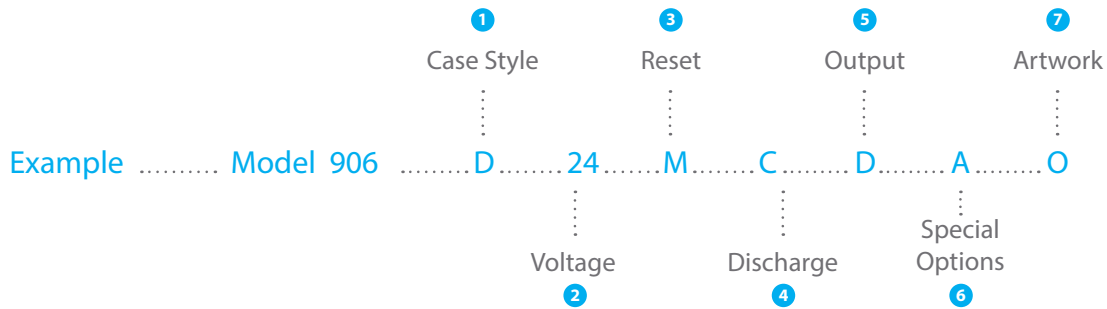 1 3 5 7
Case Style Reset Output Artwork
Example .......... Model 906 ............ D ........ 24 ........ M ........ C ........ D ........ A ........ O
Special
Voltage Discharge Options
2 4 6